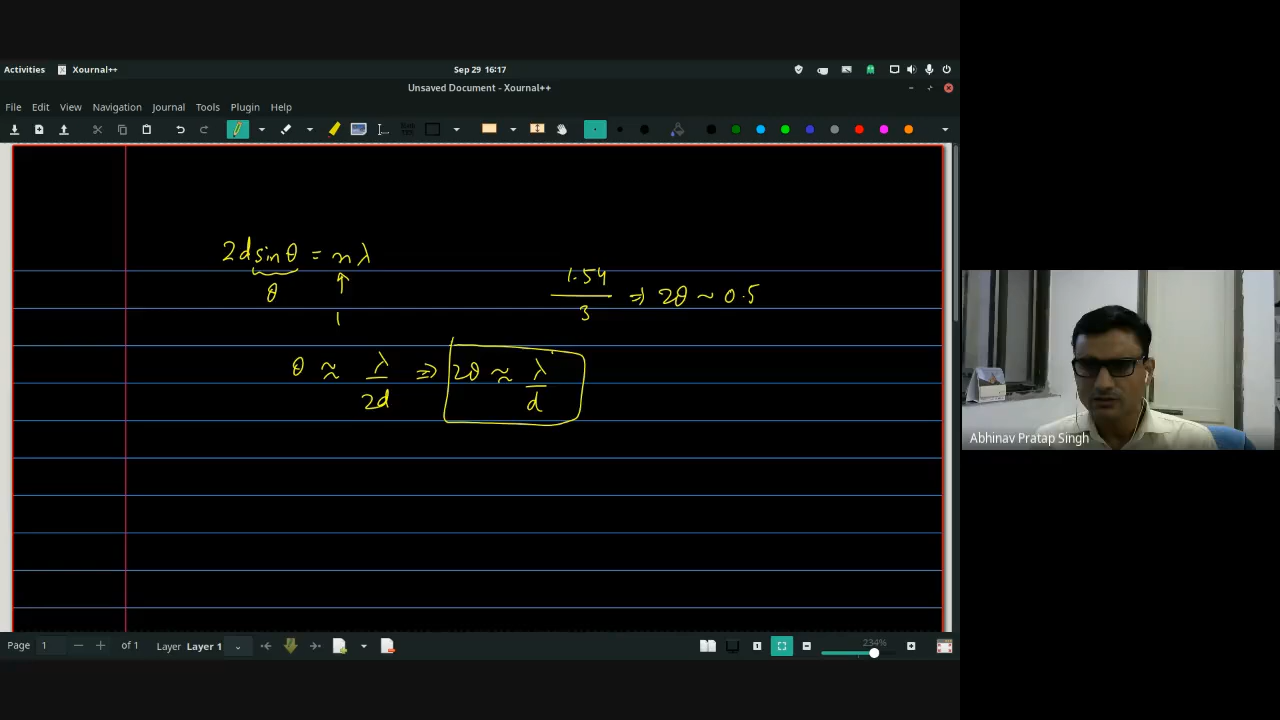 Activities Xournal++ Sep 29 16:17
Unsaved Document - Xournal++
File Edit View Navigation Journal Tools Plugin Help
2d sinθ = nλ
θ
1
1.54
3
⇒ 2θ ~ 0.5
θ ≈ λ/2d ⇒ 2θ ≈ λ/d
Abhinav Pratap Singh
Page 1 of 1 Layer Layer 1 234%